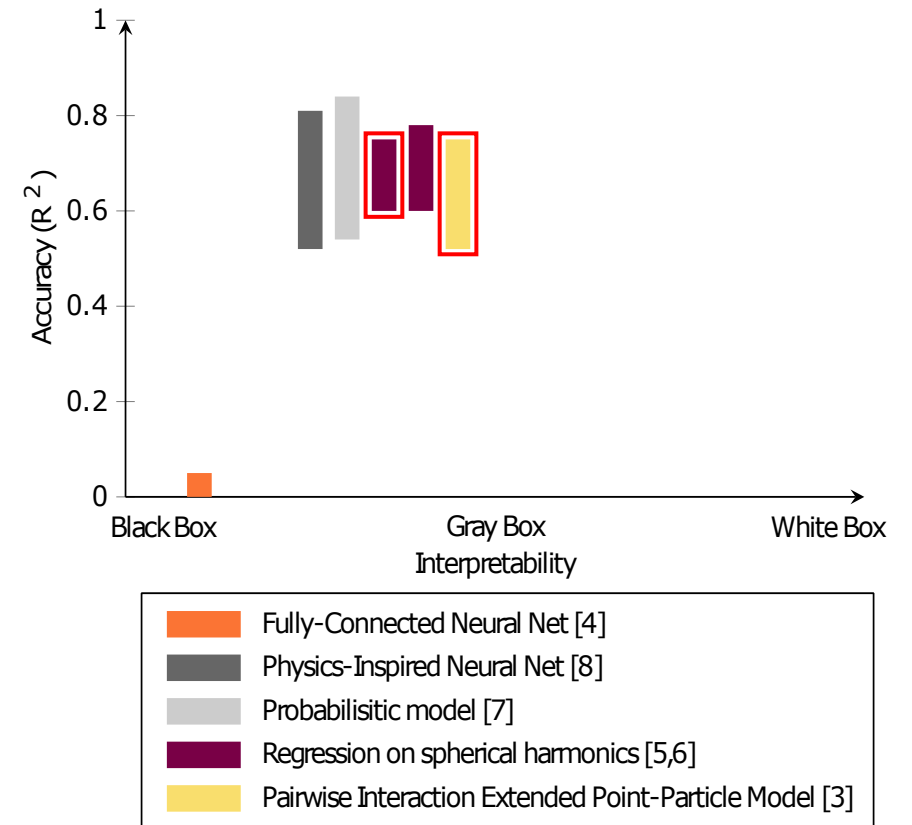 1
0.8
0.6
0.4
0.2
0
Accuracy (R 2 )
Black Box
Gray Box
White Box
Interpretability
Fully-Connected Neural Net [4]
Physics-Inspired Neural Net [8]
Probabilisitic model [7]
Regression on spherical harmonics [5,6]
Pairwise Interaction Extended Point-Particle Model [3]